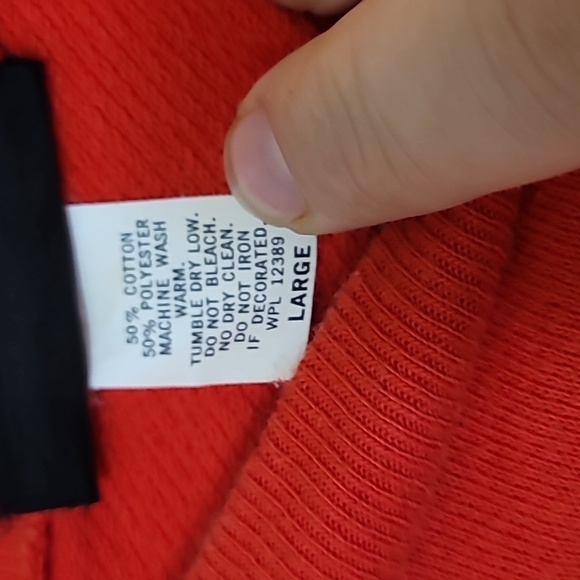 50% COTTON
50% POLYESTER
MACHINE WASH
WARM.
TUMBLE DRY LOW.
DO NOT BLEACH.
NO DRY CLEAN.
DO NOT IRON
IF DECORATED.
WPL 12389
LARGE